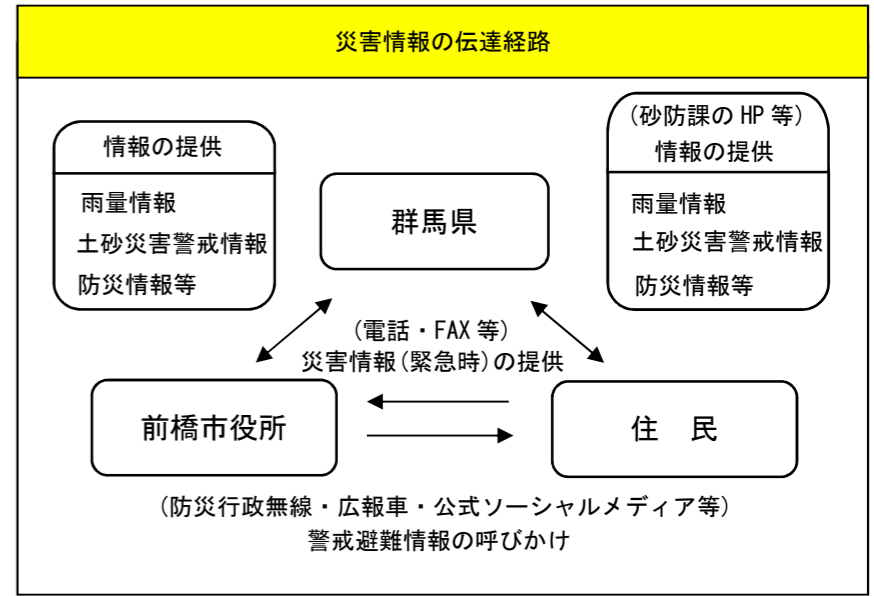 災害情報の伝達経路
情報の提供
雨量情報
土砂災害警戒情報
防災情報等
(砂防課の HP 等)
情報の提供
雨量情報
土砂災害警戒情報
防災情報等
群馬県
(電話・FAX 等)
災害情報(緊急時)の提供
前橋市役所
住　民
(防災行政無線・広報車・公式ソーシャルメディア等)
警戒避難情報の呼びかけ